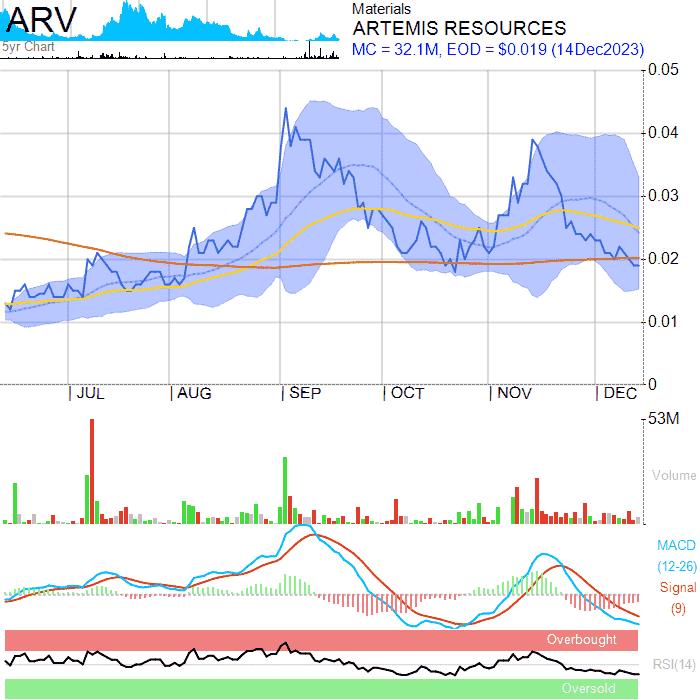 ARV
5yr Chart
Materials
ARTEMIS RESOURCES
MC = 32.1M, EOD = $0.019 (14Dec2023)
0.05
0.04
0.03
0.02
0.01
0
JUL AUG SEP OCT NOV DEC
53M
Volume
MACD
(12-26)
Signal
(9)
Overbought
RSI(14)
Oversold